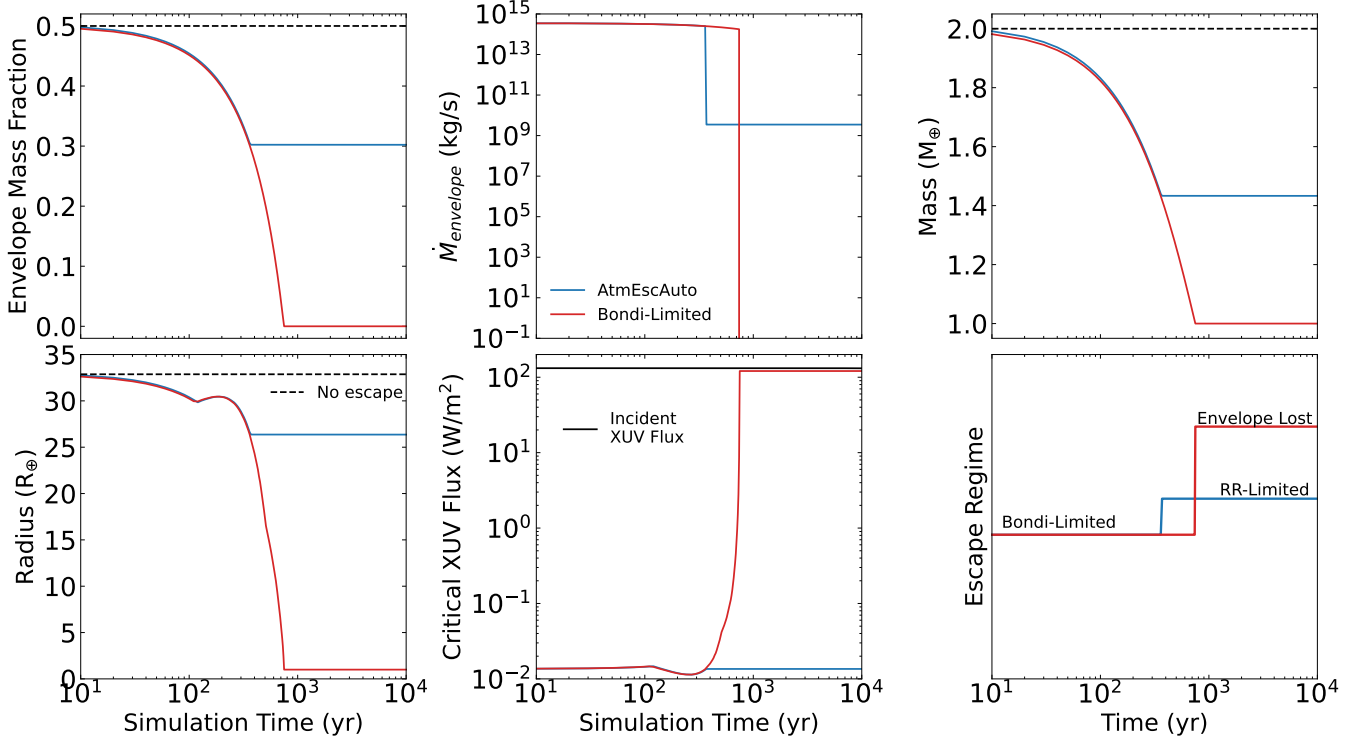 0.5
0.4
0.3
0.2
0.1
0.0
Envelope Mass Fraction
10^15
10^13
10^11
10^9
10^7
10^5
10^3
10^1
10^−1
Ṁ_envelope (kg/s)
AtmEscAuto
Bondi-Limited
2.0
1.8
1.6
1.4
1.2
1.0
Mass (M⊕)
35
30
25
20
15
10
5
0
Radius (R⊕)
No escape
10^1 10^2 10^3 10^4
Simulation Time (yr)
10^2
10^1
10^0
10^−1
10^−2
Critical XUV Flux (W/m^2)
Incident
XUV Flux
10^1 10^2 10^3 10^4
Simulation Time (yr)
Escape Regime
Envelope Lost
RR-Limited
Bondi-Limited
10^1 10^2 10^3 10^4
Time (yr)